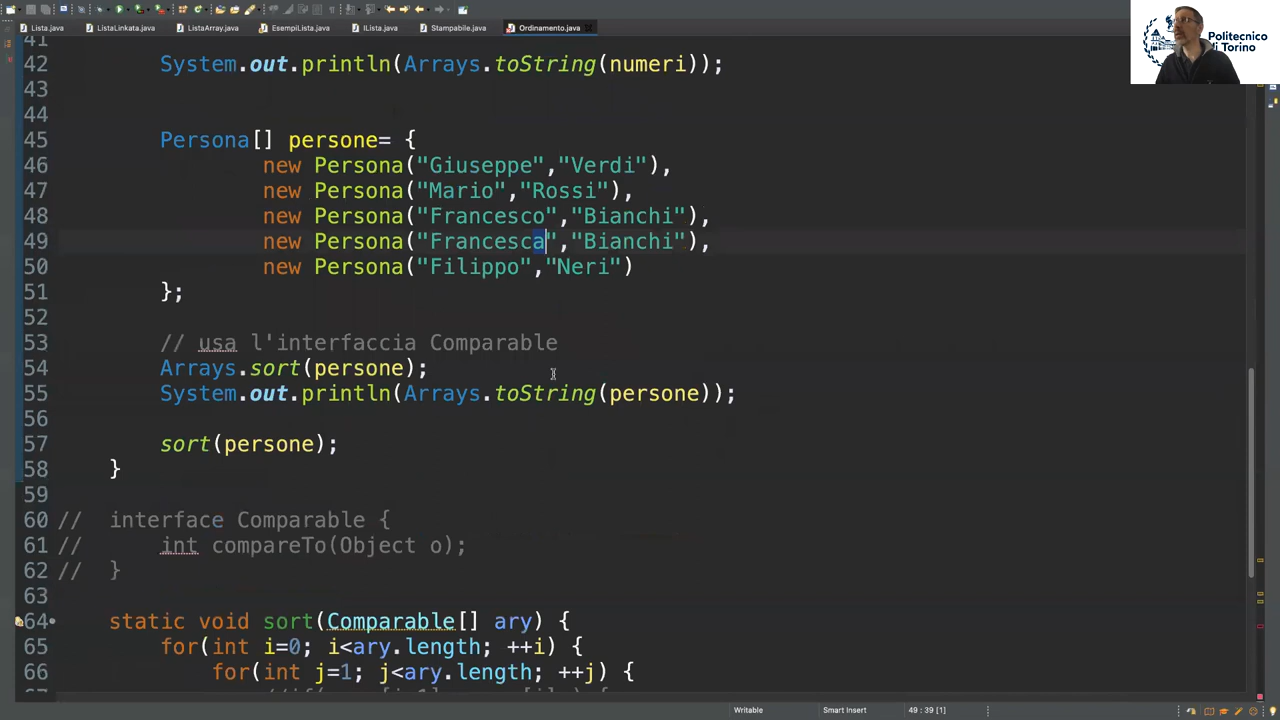 Lista.java ListaLinkata.java ListaArray.java EsempiLista.java IList.java Stampabile.java Ordinamento.java
Politecnico
di Torino
41
42 System.out.println(Arrays.toString(numeri));
43
44
45 Persona[] persone= {
46 new Persona("Giuseppe","Verdi"),
47 new Persona("Mario","Rossi"),
48 new Persona("Francesco","Bianchi"),
49 new Persona("Francesca","Bianchi"),
50 new Persona("Filippo","Neri")
51 };
52
53 // usa l'interfaccia Comparable
54 Arrays.sort(persone);
55 System.out.println(Arrays.toString(persone));
56
57 sort(persone);
58 }
59
60 // interface Comparable {
61 // int compareTo(Object o);
62 // }
63
64 static void sort(Comparable[] ary) {
65 for(int i=0; i<ary.length; ++i) {
66 for(int j=1; j<ary.length; ++j) {
Writable Smart Insert 49 : 39 [1]